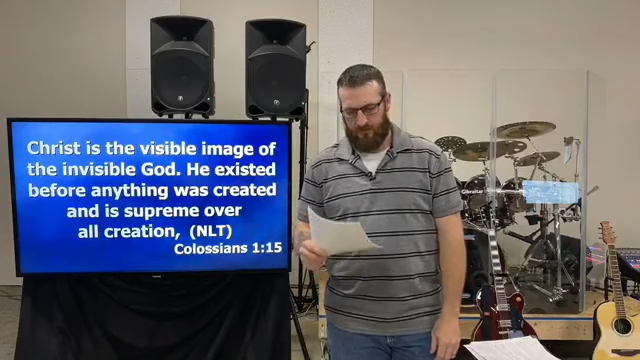 Christ is the visible image of
the invisible God. He existed
before anything was created
and is supreme over
all creation, (NLT)
Colossians 1:15
Gibraltar